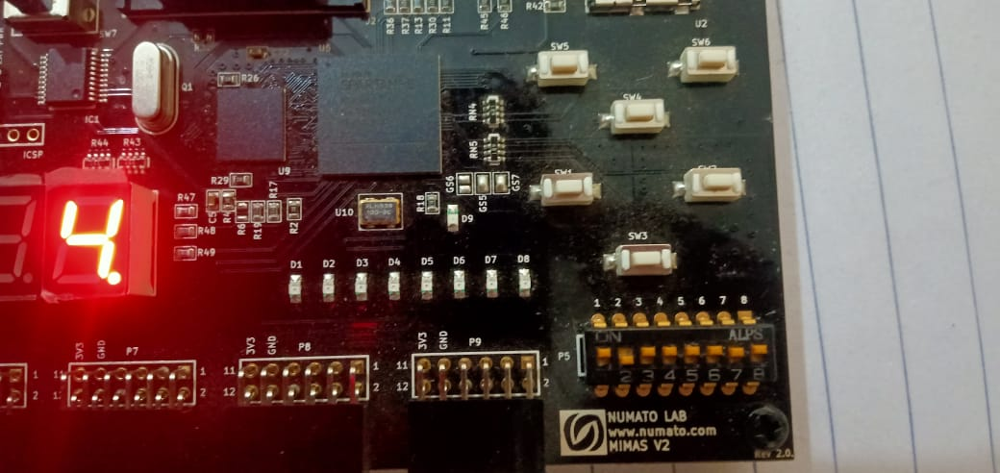 SW7
U2
R36
R37
R13
R30
R11
R45
R46
R42
U2
SW5
SW6
SW4
R26
Q1
IC1
ICSP
R44
R43
U9
RN4
RN5
SW1
SW3
R29
R17
R47
R48
R49
C5
R4
R6
R19
R2
U10
R18
GS6
GS5
GS7
D9
4.
D1 D2 D3 D4 D5 D6 D7 D8
1 2 3 4 5 6 7 8
ON ALPS
P5
1 2 3 4 5 6 7 8
3V3 GND P7
11 1
2
3V3 GND P8
11 1
12 2
3V3 GND P9
11 1
12 2
NUMATO LAB
www.numato.com
MIMAS V2
Rev 2.0.